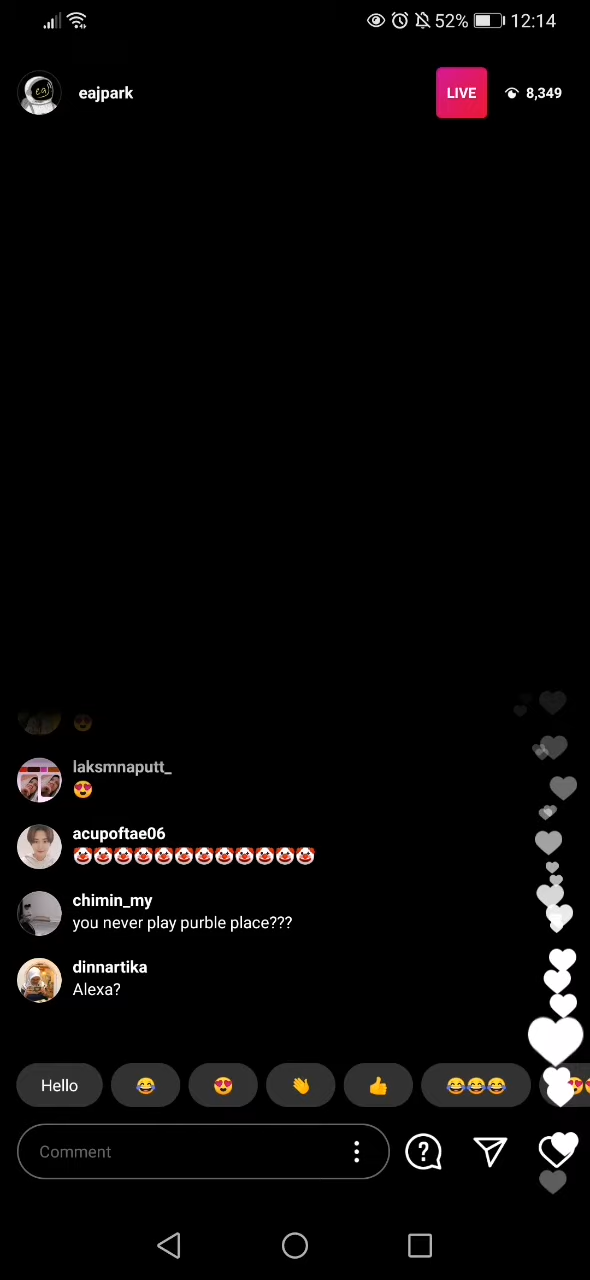 52% 12:14
eajpark LIVE 8,349
laksmnaputt_
acupoftae06
chimin_my
you never play purble place???
dinnartika
Alexa?
Hello
Comment